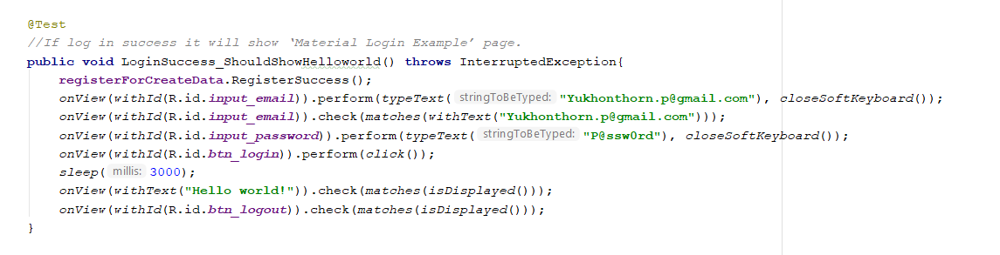 @Test
//If log in success it will show ‘Material Login Example’ page.
public void LoginSuccess_ShouldShowHelloworld() throws InterruptedException{
registerForCreateData.RegisterSuccess();
onView(withId(R.id.input_email)).perform(typeText( stringToBeTyped: "Yukhonthorn.p@gmail.com"), closeSoftKeyboard());
onView(withId(R.id.input_email)).check(matches(withText("Yukhonthorn.p@gmail.com")));
onView(withId(R.id.input_password)).perform(typeText( stringToBeTyped: "P@ssw0rd"), closeSoftKeyboard());
onView(withId(R.id.btn_login)).perform(click());
sleep( millis: 3000);
onView(withText("Hello world!")).check(matches(isDisplayed()));
onView(withId(R.id.btn_logout)).check(matches(isDisplayed()));
}